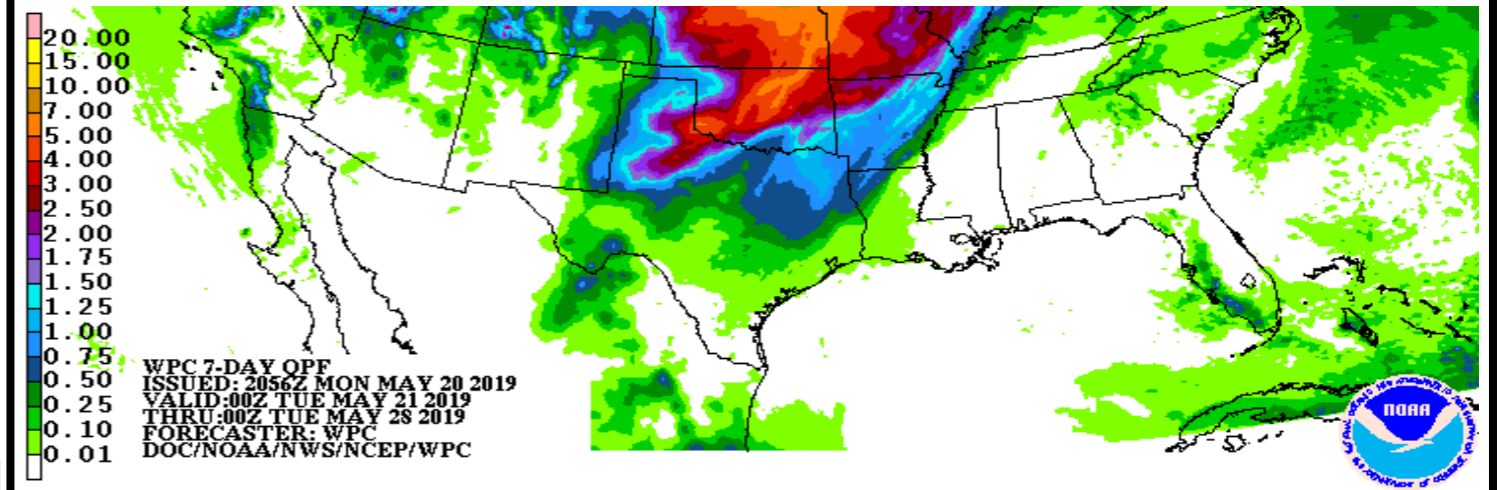 20.00
15.00
10.00
7.00
5.00
4.00
3.00
2.50
2.00
1.75
1.50
1.25
1.00
0.75
0.50
0.25
0.10
0.01
WPC 7-DAY QPF
ISSUED: 2056Z MON MAY 20 2019
VALID:00Z TUE MAY 21 2019
THRU:00Z TUE MAY 28 2019
FORECASTER: WPC
DOC/NOAA/NWS/NCEP/WPC
NOAA